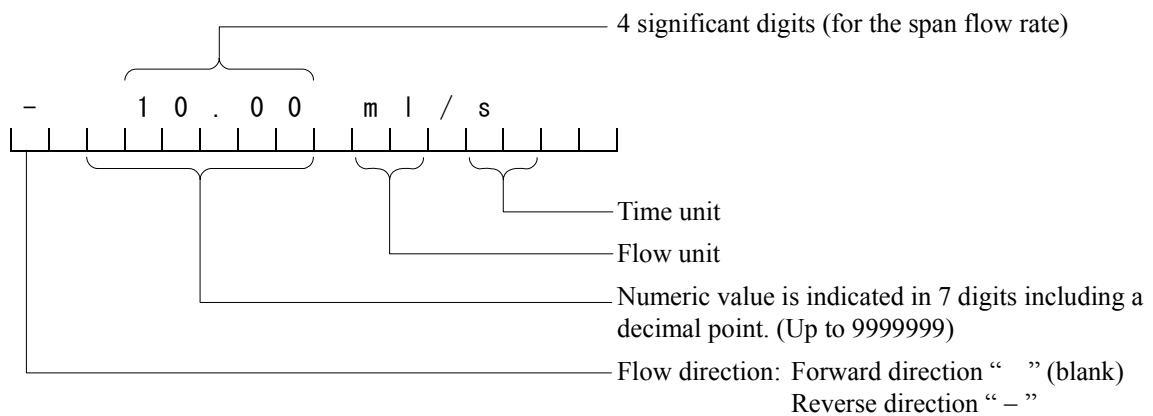 4 significant digits (for the span flow rate)
- 10.00 ml/s
Time unit
Flow unit
Numeric value is indicated in 7 digits including a
decimal point. (Up to 9999999)
Flow direction: Forward direction “ ” (blank)
Reverse direction “ – ”